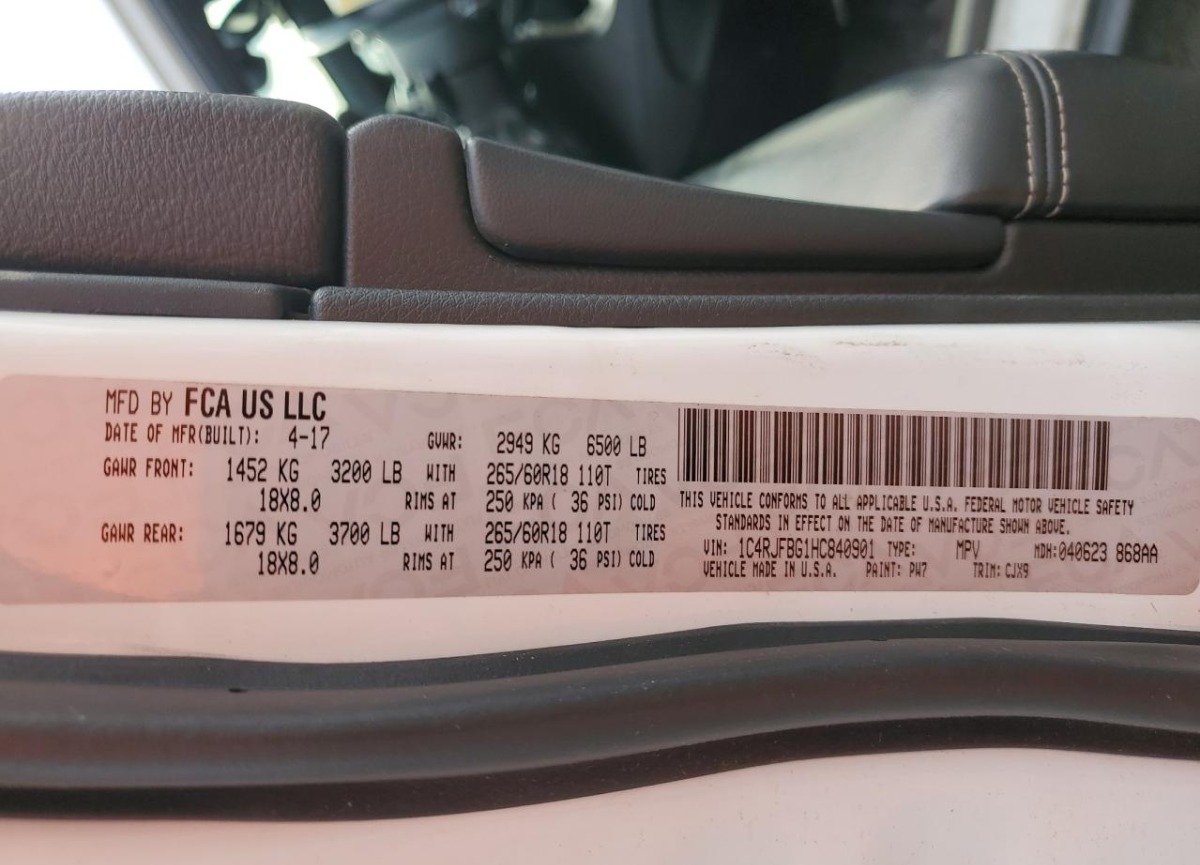 MFD BY FCA US LLC
DATE OF MFR(BUILT): 4-17 GVWR: 2949 KG 6500 LB
GAWR FRONT: 1452 KG 3200 LB WITH 265/60R18 110T TIRES
18X8.0 RIMS AT 250 KPA ( 36 PSI) COLD
GAWR REAR: 1679 KG 3700 LB WITH 265/60R18 110T TIRES
18X8.0 RIMS AT 250 KPA ( 36 PSI) COLD
THIS VEHICLE CONFORMS TO ALL APPLICABLE U.S.A. FEDERAL MOTOR VEHICLE SAFETY
STANDARDS IN EFFECT ON THE DATE OF MANUFACTURE SHOWN ABOVE.
VIN: 1C4RJFBG1HC840901 TYPE: MPV MDH:040623 868AA
VEHICLE MADE IN U.S.A. PAINT: PW7 TRIM: CJX9